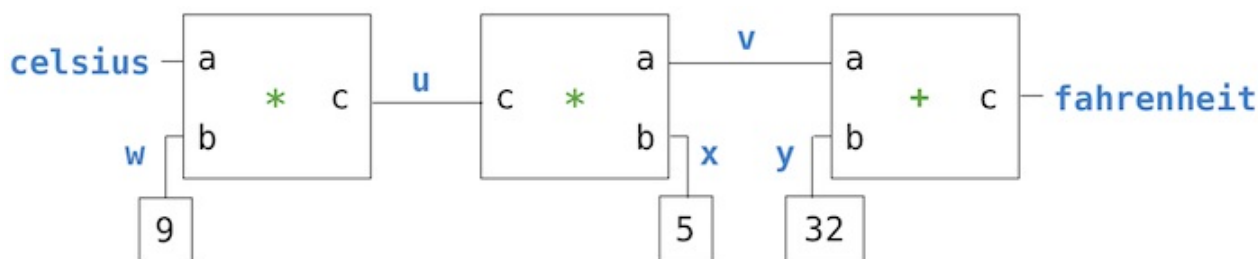 celsius a * c b w 9
u
c * a b x 5
v
a + c b y 32
fahrenheit